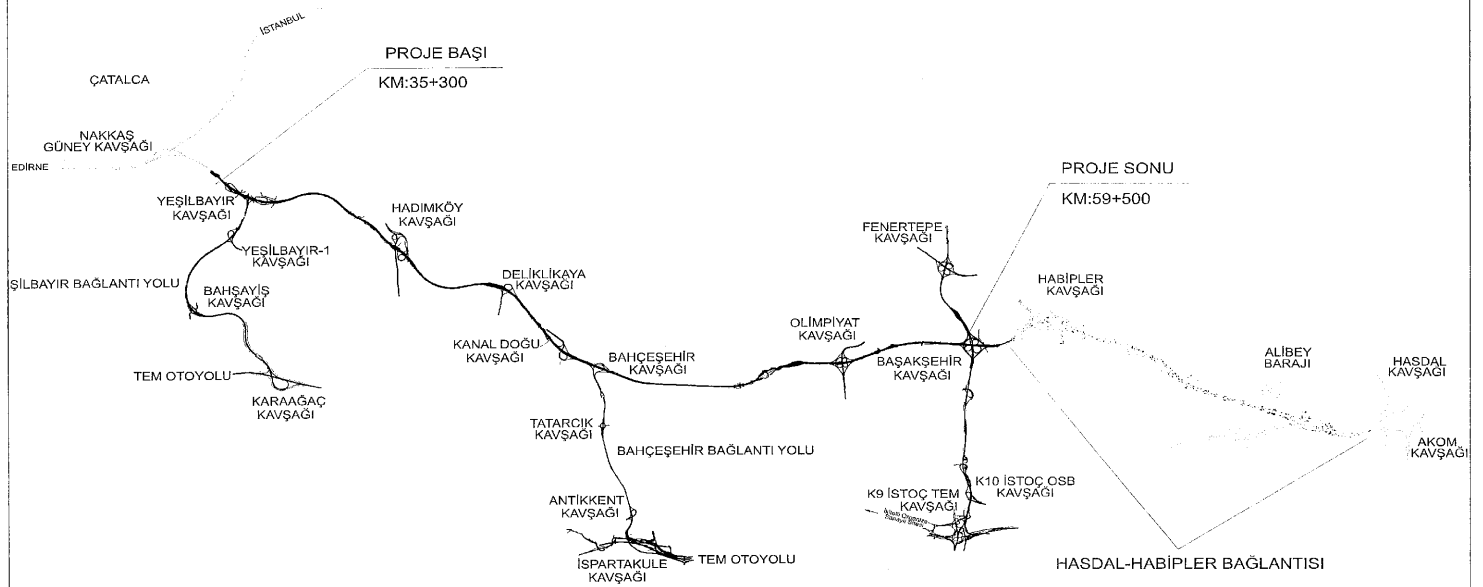 İSTANBUL
PROJE BAŞI
KM:35+300
ÇATALCA
NAKKAŞ
GÜNEY KAVŞAĞI
EDİRNE
YEŞİLBAYIR
KAVŞAĞI
HADIMKÖY
KAVŞAĞI
PROJE SONU
KM:59+500
FENERTEPE
KAVŞAĞI
YEŞİLBAYIR-1
KAVŞAĞI
ŞİLBAYIR BAĞLANTI YOLU
BAHŞAYİŞ
KAVŞAĞI
DELİKLİKAYA
KAVŞAĞI
HABİPLER
KAVŞAĞI
KANAL DOĞU
KAVŞAĞI
BAHÇEŞEHİR
KAVŞAĞI
OLİMPİYAT
KAVŞAĞI
BAŞAKŞEHİR
KAVŞAĞI
ALİBEY
BARAJI
HASDAL
KAVŞAĞI
TEM OTOYOLU
KARAAĞAÇ
KAVŞAĞI
TATARCIK
KAVŞAĞI
BAHÇEŞEHİR BAĞLANTI YOLU
AKOM
KAVŞAĞI
ANTİKKENT
KAVŞAĞI
K9 İSTOÇ TEM
KAVŞAĞI
K10 İSTOÇ OSB
KAVŞAĞI
İSPARTAKULE
KAVŞAĞI
TEM OTOYOLU
HASDAL-HABİPLER BAĞLANTISI